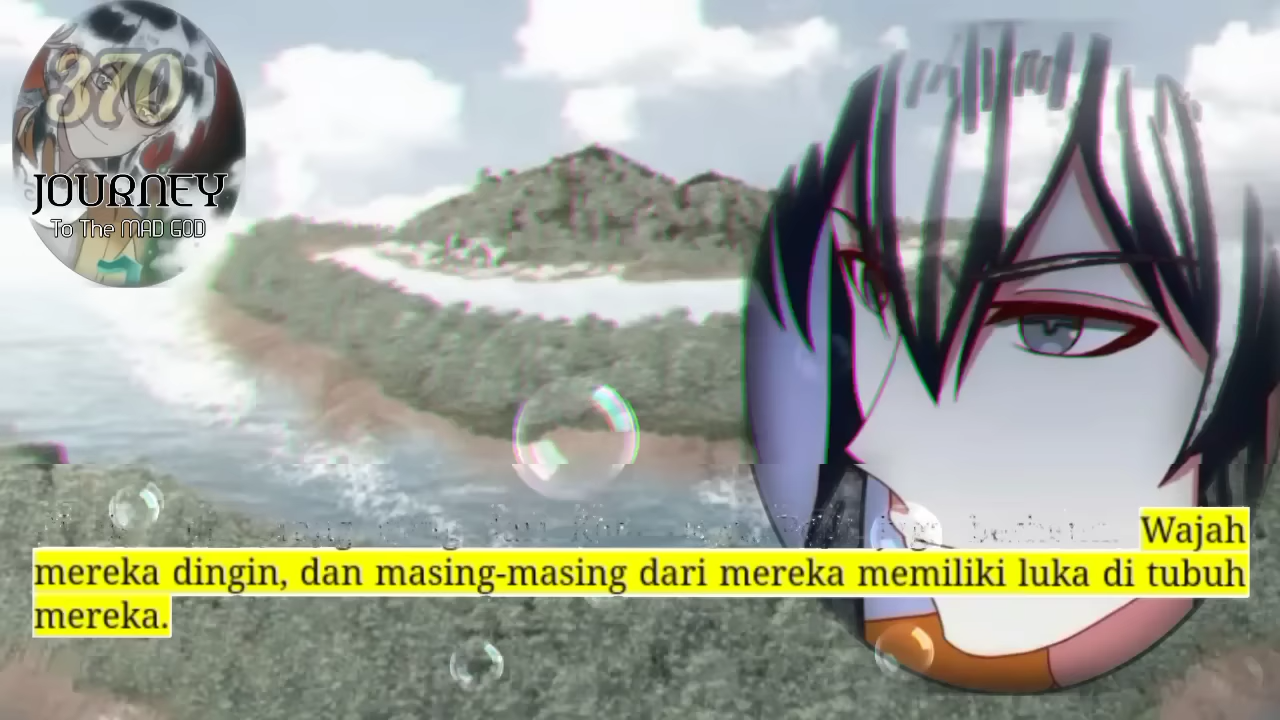 370
JOURNEY
To The MAD GOD
Wajah
mereka dingin, dan masing-masing dari mereka memiliki luka di tubuh
mereka.